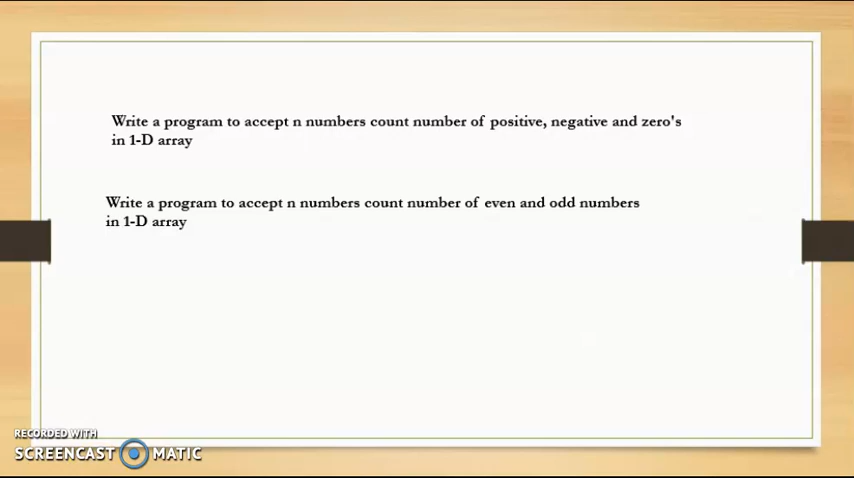 Write a program to accept n numbers count number of positive, negative and zero's
in 1-D array
Write a program to accept n numbers count number of even and odd numbers
in 1-D array
RECORDED WITH
SCREENCAST MATIC